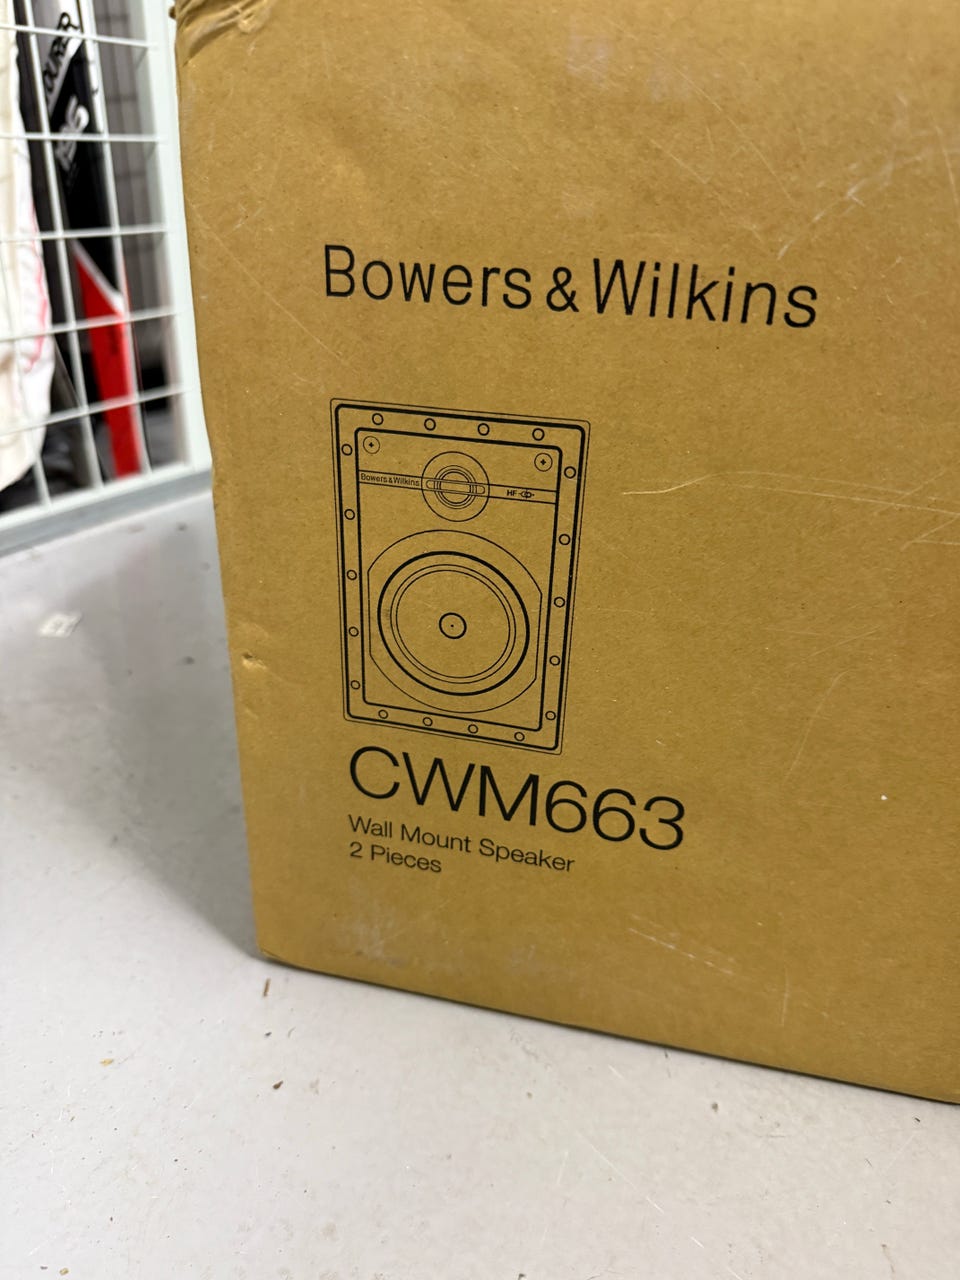 Bowers & Wilkins
Bowers & Wilkins
HF
CWM663
Wall Mount Speaker
2 Pieces